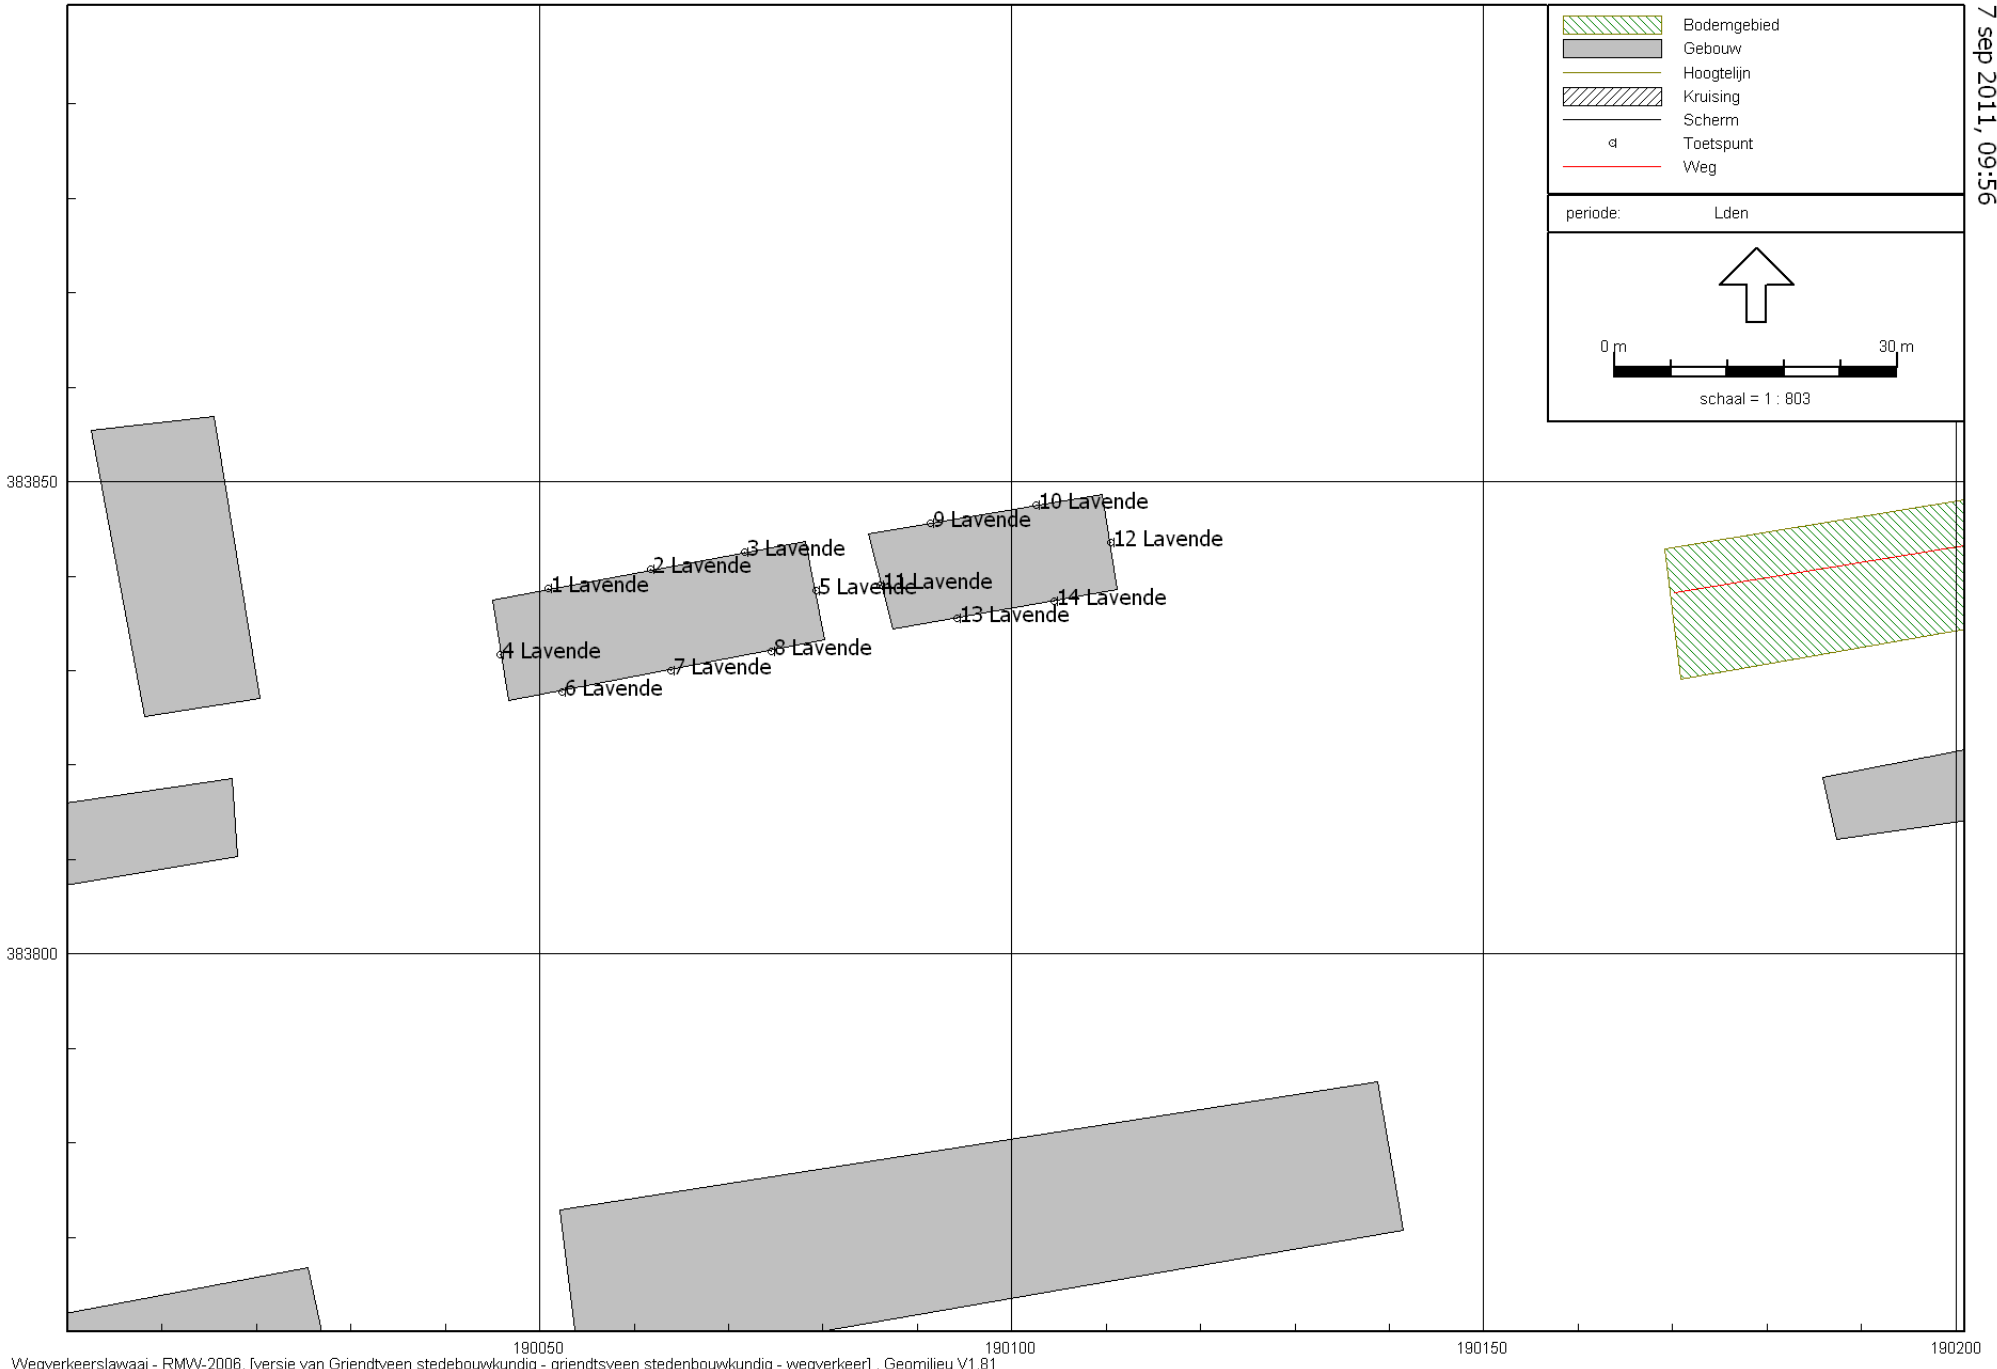 Bodemgebied
Gebouw
Hoogtelijn
Kruising
Scherm
Toetspunt
Weg
7 sep 2011, 09:56
periode: Lden
0 m 30 m
schaal = 1 : 803
383850
10 Lavende
9 Lavende
12 Lavende
3 Lavende
2 Lavende
1 Lavende
5 Lavende
11 Lavende
14 Lavende
13 Lavende
4 Lavende
8 Lavende
7 Lavende
6 Lavende
383800
190050 190100 190150 190200
Wegverkeerslawaai - RMW-2006, [versie van Griendtveen stedebouwkundig - griendtsveen stedenbouwkundig - wegverkeer] , Geomilieu V1.81